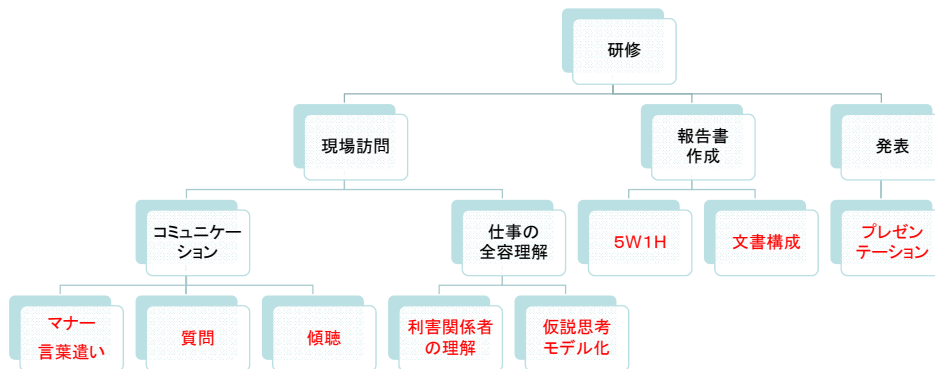 研修
現場訪問
報告書
作成
発表
コミュニケー
ション
仕事の
全容理解
5W1H
文書構成
プレゼン
テーション
マナー
言葉遣い
質問
傾聴
利害関係者
の理解
仮説思考
モデル化